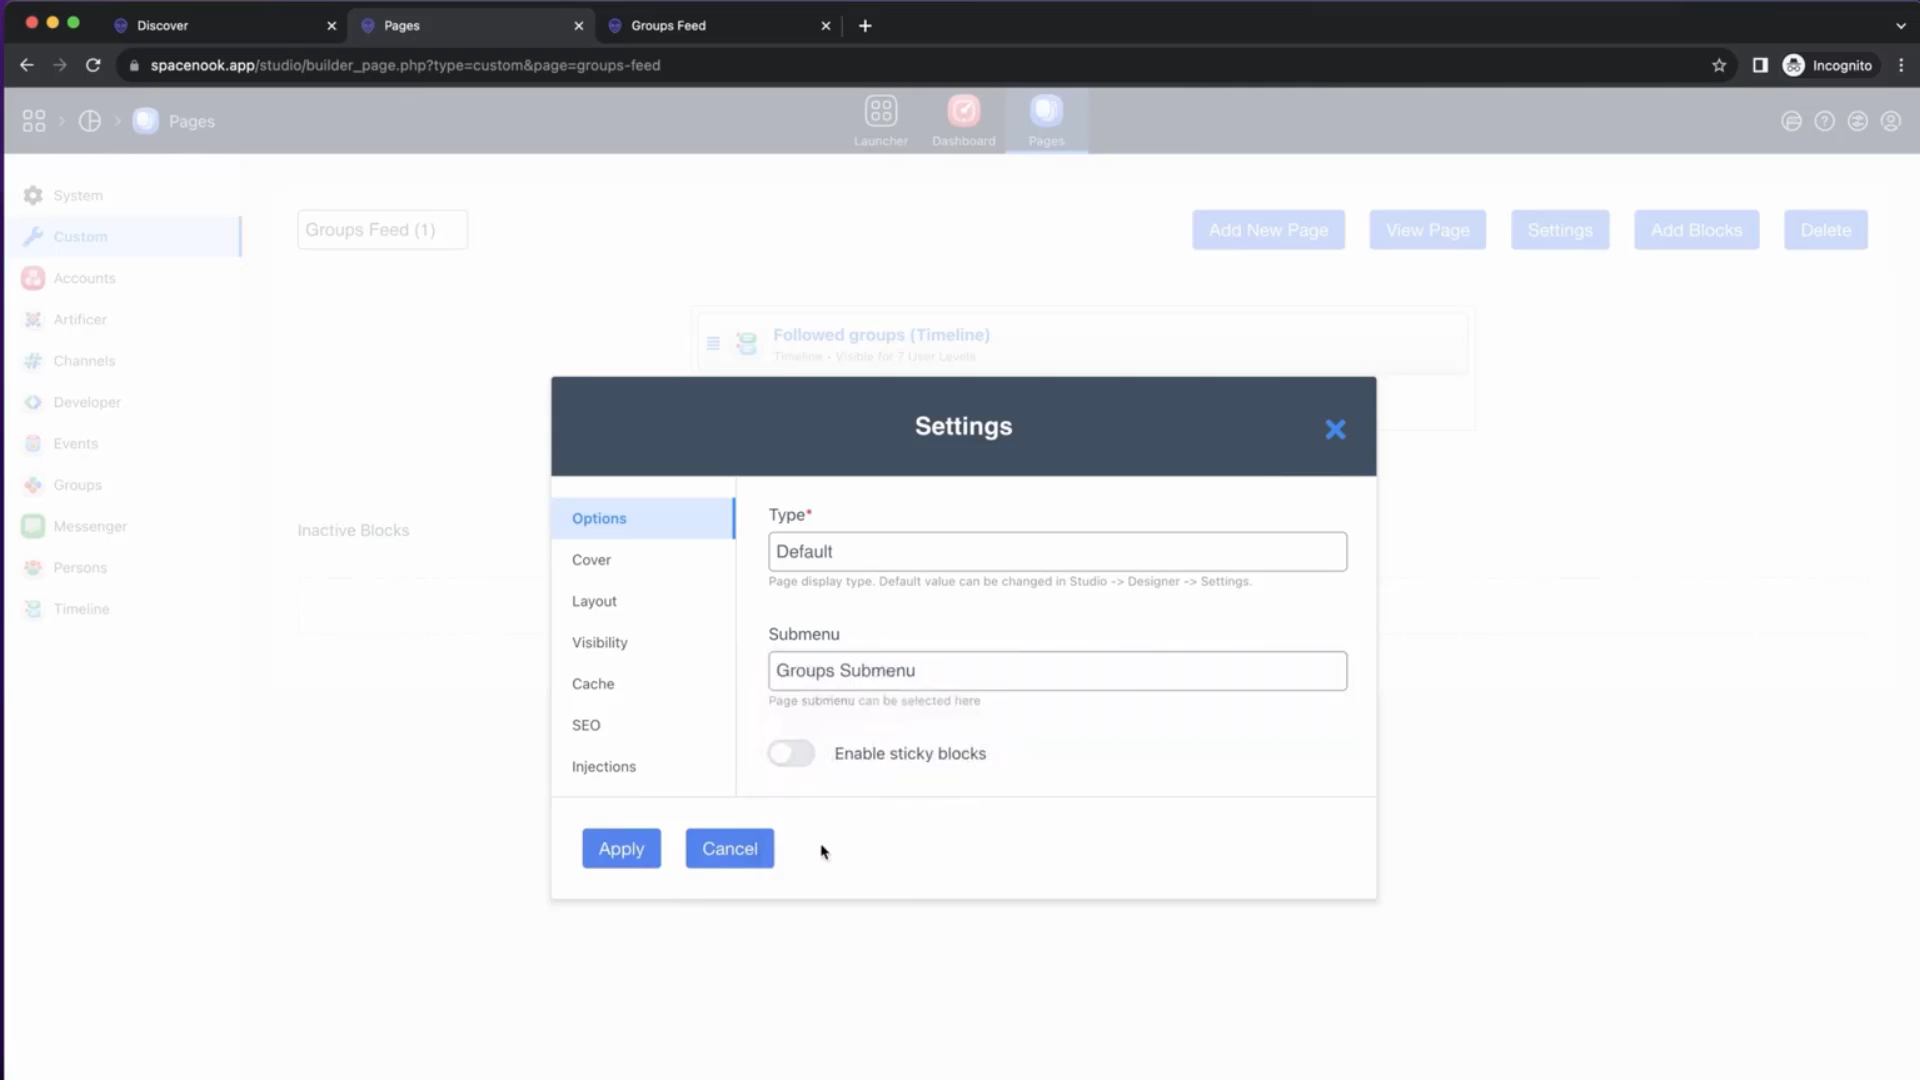 Discover
Pages
Groups Feed
spacenook.app/studio/builder_page.php?type=custom&page=groups-feed
Incognito
Pages
Launcher
Dashboard
Pages
System
Custom
Accounts
Artificer
Channels
Developer
Events
Groups
Messenger
Persons
Timeline
Groups Feed (1)
Add New Page
View Page
Settings
Add Blocks
Delete
Followed groups (Timeline)
Timeline • Visible for 7 User Levels
Inactive Blocks
Settings
Options
Cover
Layout
Visibility
Cache
SEO
Injections
Type*
Default
Page display type. Default value can be changed in Studio -> Designer -> Settings.
Submenu
Groups Submenu
Page submenu can be selected here
Enable sticky blocks
Apply
Cancel